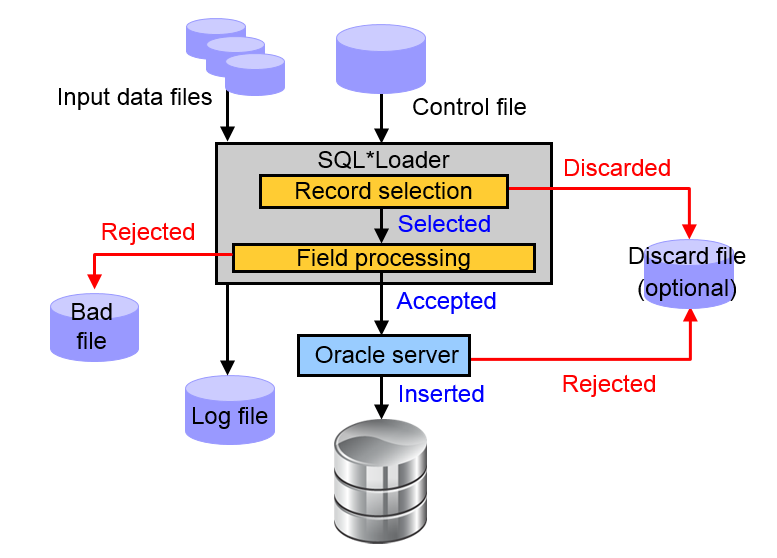 Input data files
Control file
SQL*Loader
Record selection
Discarded
Selected
Rejected
Field processing
Discard file
(optional)
Bad
file
Accepted
Oracle server
Rejected
Inserted
Log file